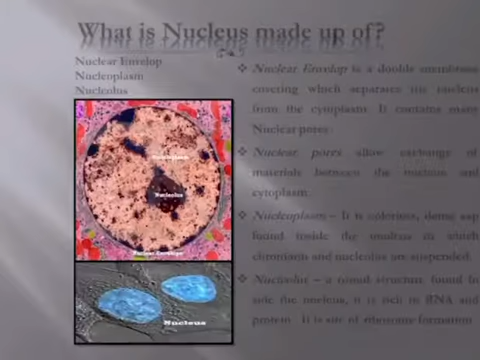 What is Nucleus made up of?
Nuclear Envelop
Nucleoplasm
Nucleolus
Nuclear Envelop is a double membrane
covering which separates the nucleus
from the cytoplasm. It contains many
Nuclear pores.
Nuclear pores allow exchange of
materials between the nucleus and
cytoplasm.
Nucleoplasm – It is colorless, dense sap
found inside the nucleus in which
chromatin and nucleolus are suspended.
Nucleolus – a round structure found in
side the nucleus, it is rich in RNA and
protein. It is site of ribosome formation
Nucleoplasm
Nucleolus
Nuclear Envelope
Nucleus